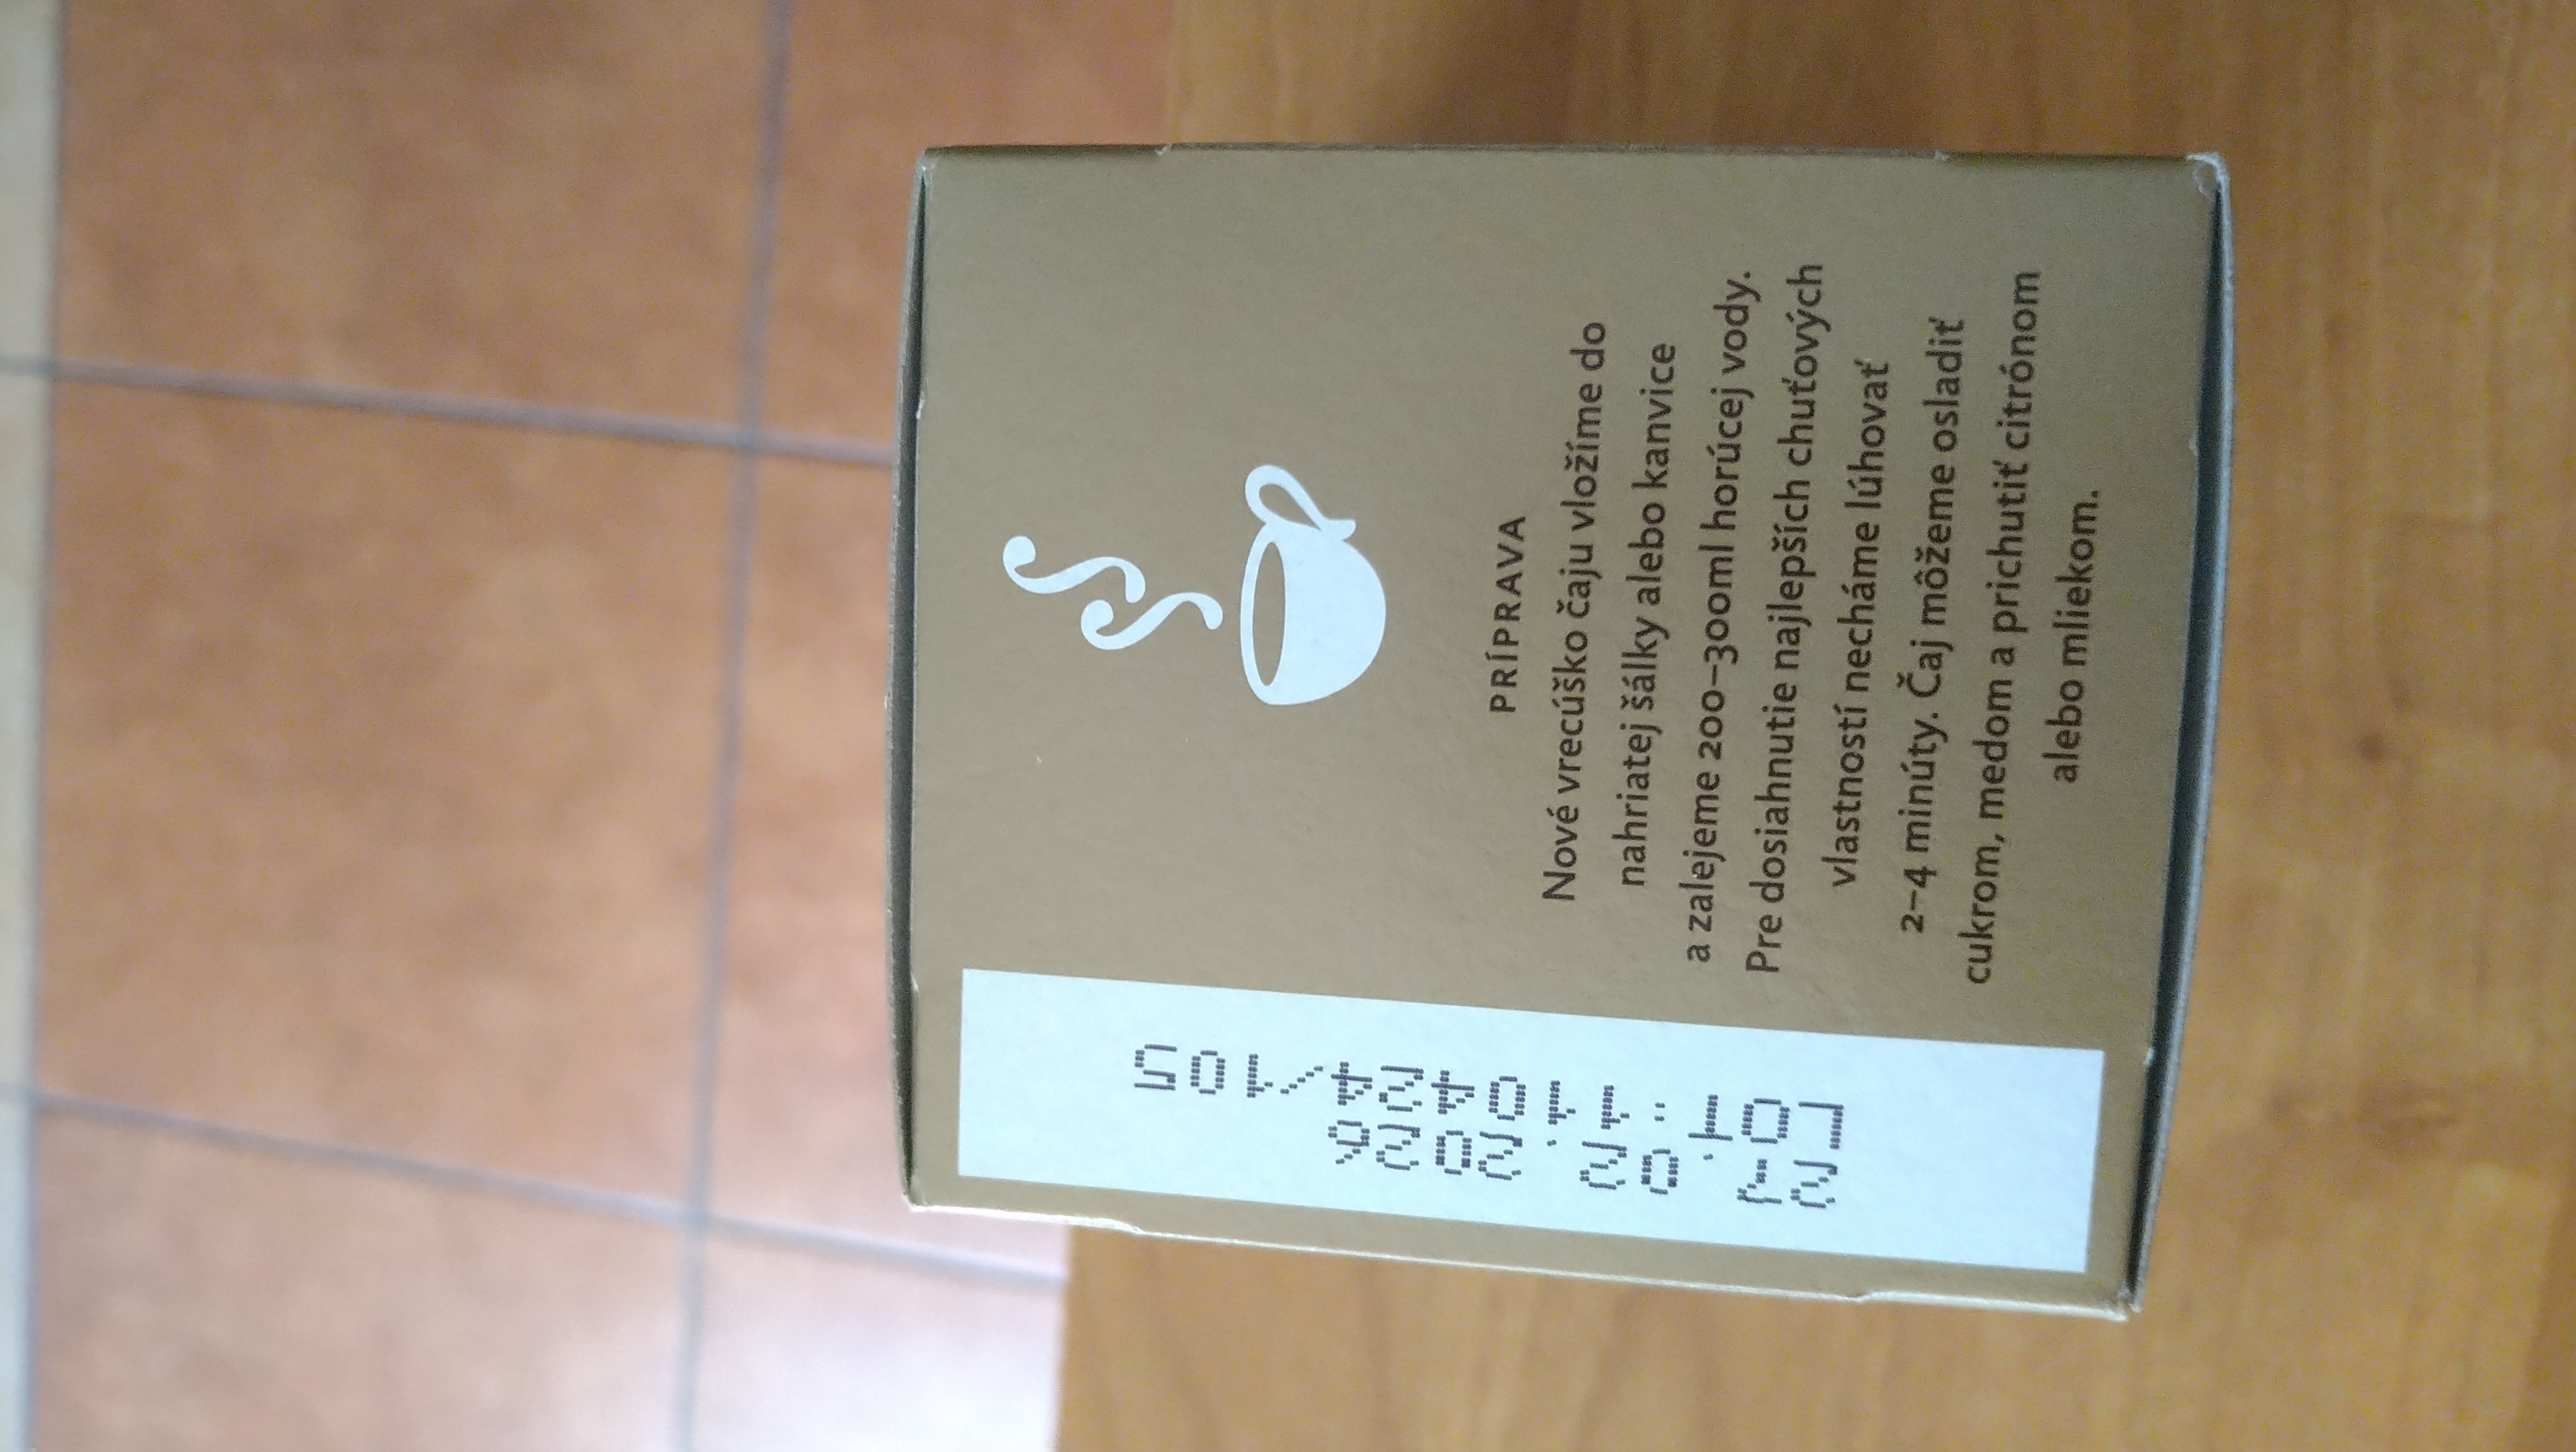 PRÍPRAVA
Nové vrecúško čaju vložíme do
nahriatej šálky alebo kanvice
a zalejeme 200–300ml horúcej vody.
Pre dosiahnutie najlepších chuťových
vlastností necháme lúhovať
2–4 minúty. Čaj môžeme osladiť
cukrom, medom a prichutiť citrónom
alebo mliekom.
21.02.2026
LOT:110424/105